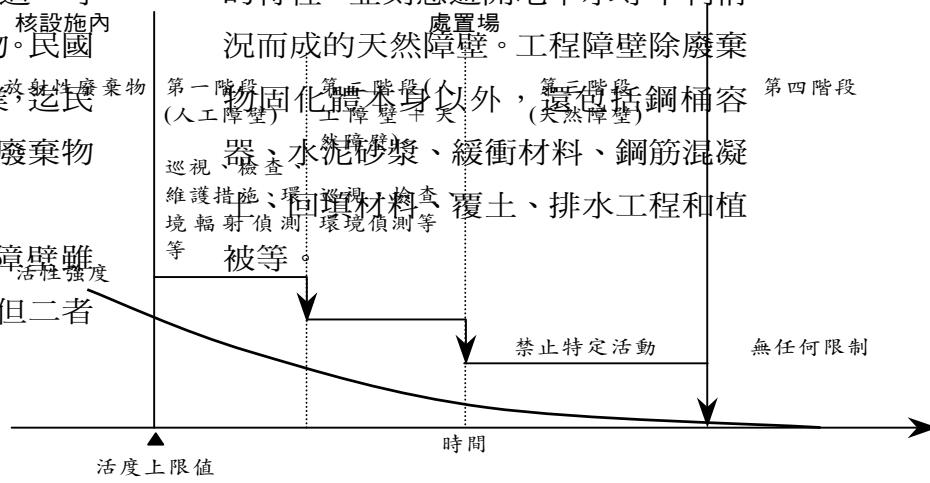 核設施內
處置場
物。民國
廢棄物
障壁雖
但二者
況而成的天然障壁。工程障壁除廢棄
物固化體本身以外，還包括鋼桶容
器、水泥砂漿、緩衝材料、鋼筋混凝
土、回填材料、覆土、排水工程和植
被等。
放射性廢棄物
第一階段
(人工障壁)
巡視、檢查、
維護措施、環
境輻射偵測
等
第二階段(人
工障壁＋天
然障壁)
巡視、檢查
環境偵測等
第三階段
(天然障壁)
第四階段
活性強度
禁止特定活動
無任何限制
時間
活度上限值